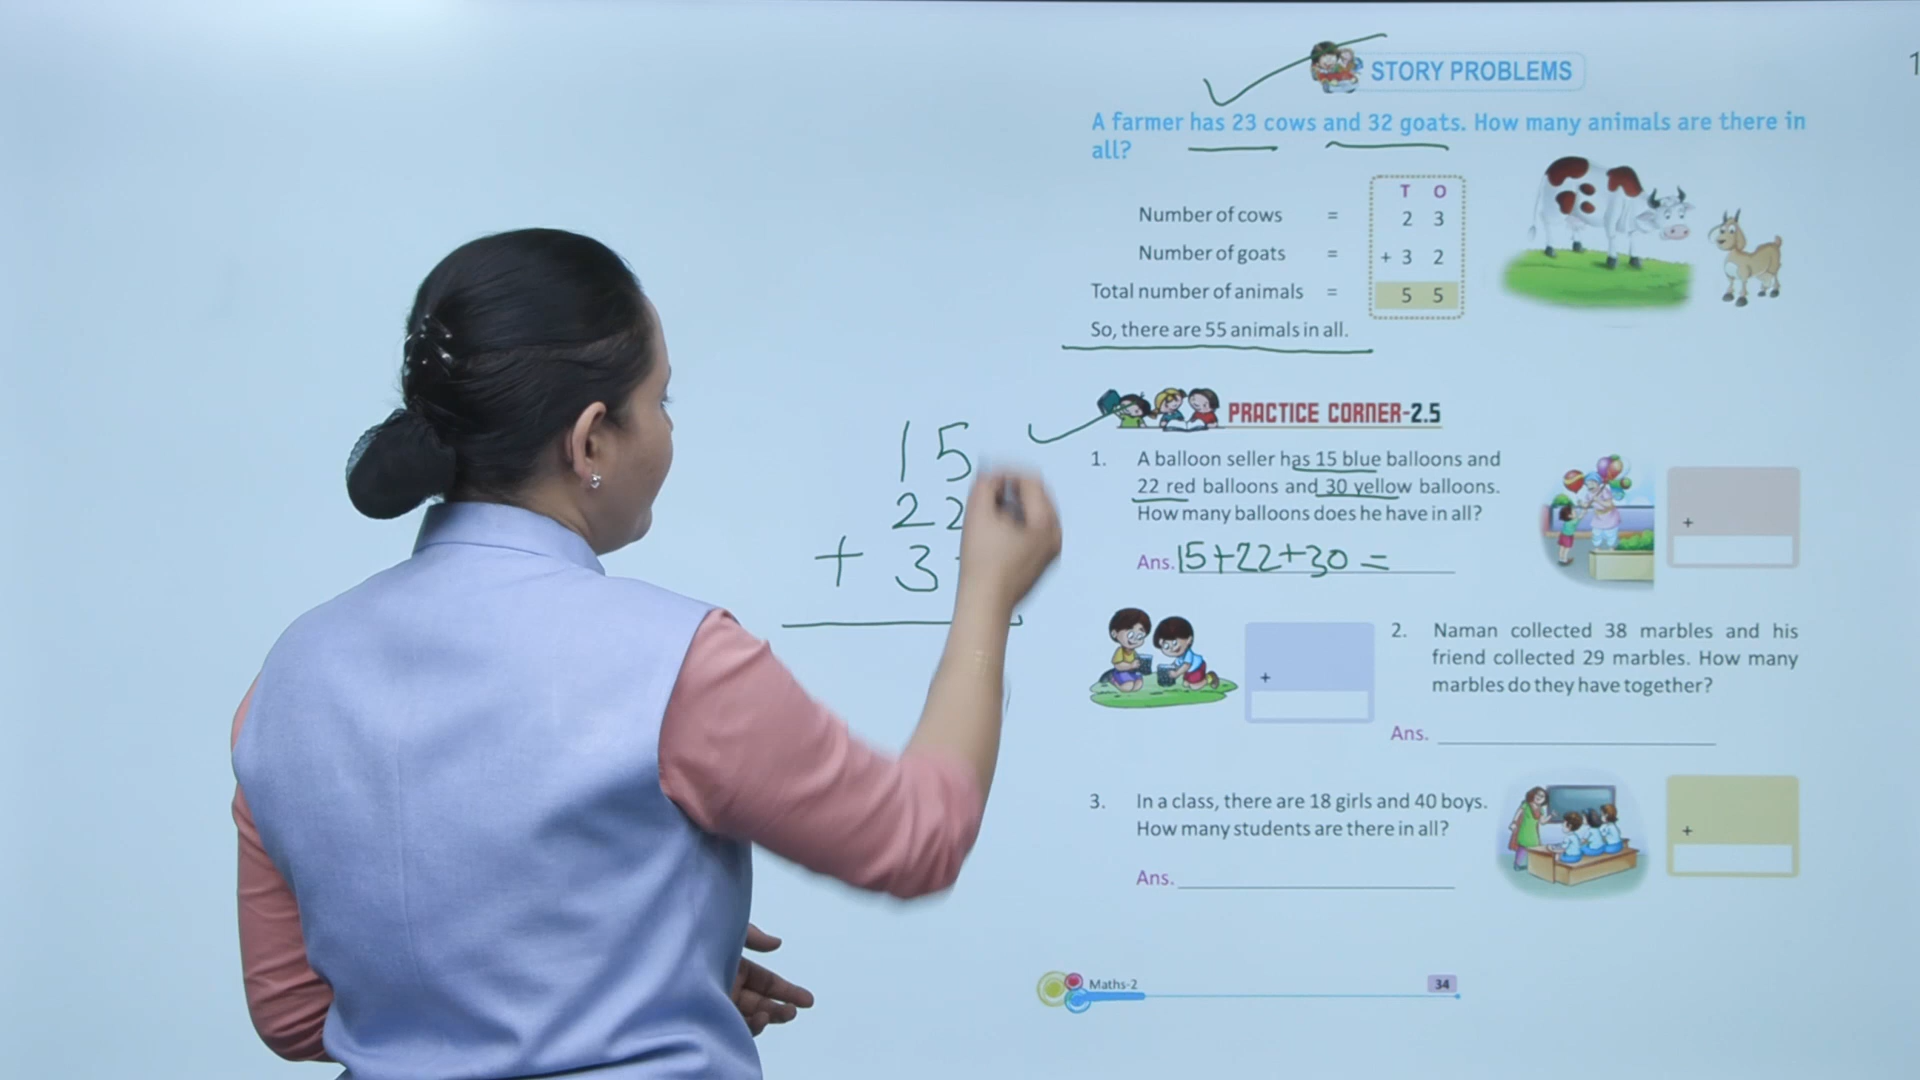 1
STORY PROBLEMS
A farmer has 23 cows and 32 goats. How many animals are there in
all?
T O
Number of cows = 2 3
Number of goats = + 3 2
Total number of animals = 5 5
So, there are 55 animals in all.
15
22
+ 3
PRACTICE CORNER-2.5
1. A balloon seller has 15 blue balloons and
22 red balloons and 30 yellow balloons.
How many balloons does he have in all?
+
Ans. 15+22+30 =
2. Naman collected 38 marbles and his
friend collected 29 marbles. How many
marbles do they have together?
+
Ans.
3. In a class, there are 18 girls and 40 boys.
How many students are there in all?
+
Ans.
Maths-2
34